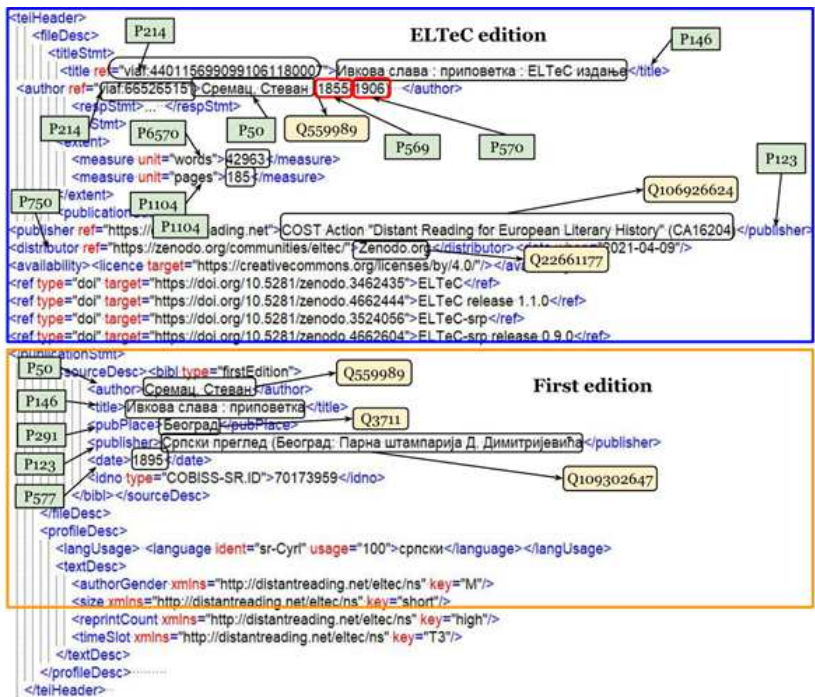 <teiHeader>
P214
<fileDesc>
ELTeC edition
P146
<titleStmt>
<title ref="viaf:4401156990991061180007">Ивкова слава : приповетка : ELTeC издање</title>
<author ref="viaf:66526515">Сремац, Стеван (1855-1906) </author>
<respStmt>... </respStmt>
P214
Stmt>
P6570
P50
Q559989
P569
P570
<extent>
<measure unit="words">42963</measure>
P123
<measure unit="pages">185</measure>
P750
</extent>
P1104
Q106926624
<publicationS
P1104
<publisher ref="https:// ading.net">COST Action "Distant Reading for European Literary History" (CA16204)</publisher>
<distributor ref="https://zenodo.org/communities/eltec/">Zenodo.org</distributor> 2021-04-09"/>
<availability><licence target="https://creativecommons.org/licenses/by/4.0/"/></av
Q22661177
<ref type="doi" target="https://doi.org/10.5281/zenodo.3462435">ELTeC</ref>
<ref type="doi" target="https://doi.org/10.5281/zenodo.4662444">ELTeC release 1.1.0</ref>
<ref type="doi" target="https://doi.org/10.5281/zenodo.3524056">ELTeC-srp</ref>
<ref type="doi" target="https://doi.org/10.5281/zenodo.4662604">ELTeC-srp release 0.9.0</ref>
</publicationStmt>
P50
sourceDesc><bibl type="firstEdition">
Q559989
First edition
<author>Сремац, Стеван</author>
P146
<title>Ивкова слава : приповетка</title>
P291
<pubPlace>Београд</pubPlace>
Q3711
P123
<publisher>Српски преглед (Београд: Парна штампарија Д. Димитријевића</publisher>
<date>1895</date>
P577
<idno type="COBISS-SR.ID">70173959</idno>
Q109302647
</bibl></sourceDesc>
</fileDesc>
<profileDesc>
<langUsage> <language ident="sr-Cyrl" usage="100">српски</language></langUsage>
<textDesc>
<authorGender xmlns="http://distantreading.net/eltec/ns" key="M"/>
<size xmlns="http://distantreading.net/eltec/ns" key="short"/>
<reprintCount xmlns="http://distantreading.net/eltec/ns" key="high"/>
<timeSlot xmlns="http://distantreading.net/eltec/ns" key="T3"/>
</textDesc>
</profileDesc>
</teiHeader>